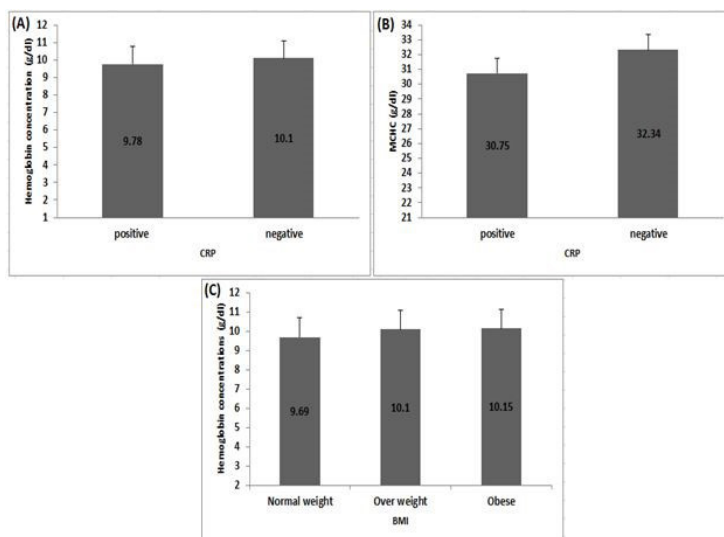 (A)
Hemoglobin concentration (g/dl)
12
11
10
9
8
7
6
5
4
3
2
1
9.78
10.1
positive
negative
CRP
(B)
MCHC (g/dl)
34
33
32
31
30
29
28
27
26
25
24
23
22
21
30.75
32.34
positive
negative
CRP
(C)
Hemoglobin concentrations (g/dl)
12
11
10
9
8
7
6
5
4
3
2
9.69
10.1
10.15
Normal weight
Over weight
Obese
BMI